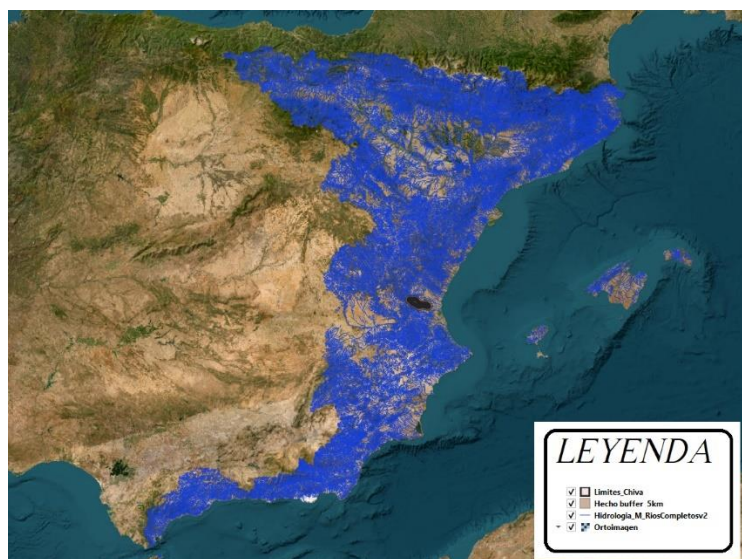 LEYENDA
Limites_Chiva
Hecho buffer 5km
Hidrologia_M_RiosCompletosv2
Ortoimagen